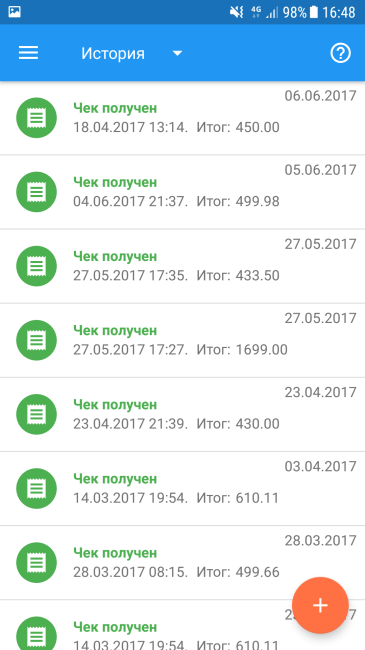 4G 98% 16:48
История
06.06.2017
Чек получен
18.04.2017 13:14. Итог: 450.00
05.06.2017
Чек получен
04.06.2017 21:37. Итог: 499.98
27.05.2017
Чек получен
27.05.2017 17:35. Итог: 433.50
27.05.2017
Чек получен
27.05.2017 17:27. Итог: 1699.00
23.04.2017
Чек получен
23.04.2017 21:39. Итог: 430.00
03.04.2017
Чек получен
14.03.2017 19:54. Итог: 610.11
28.03.2017
Чек получен
28.03.2017 08:15. Итог: 499.66
Чек получен
14.03.2017 19:54. Итог: 610.11